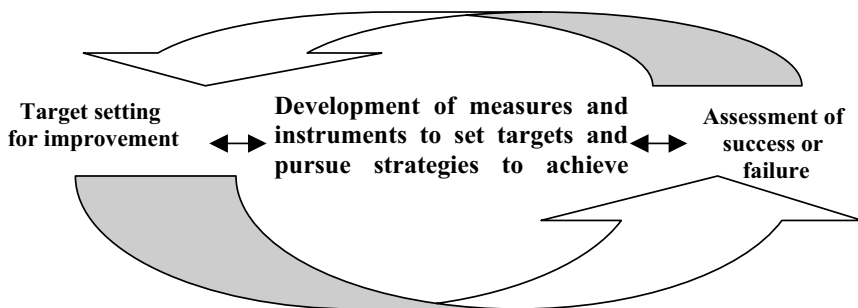 Target setting
for improvement
Development of measures and
instruments to set targets and
pursue strategies to achieve
Assessment of
success or
failure